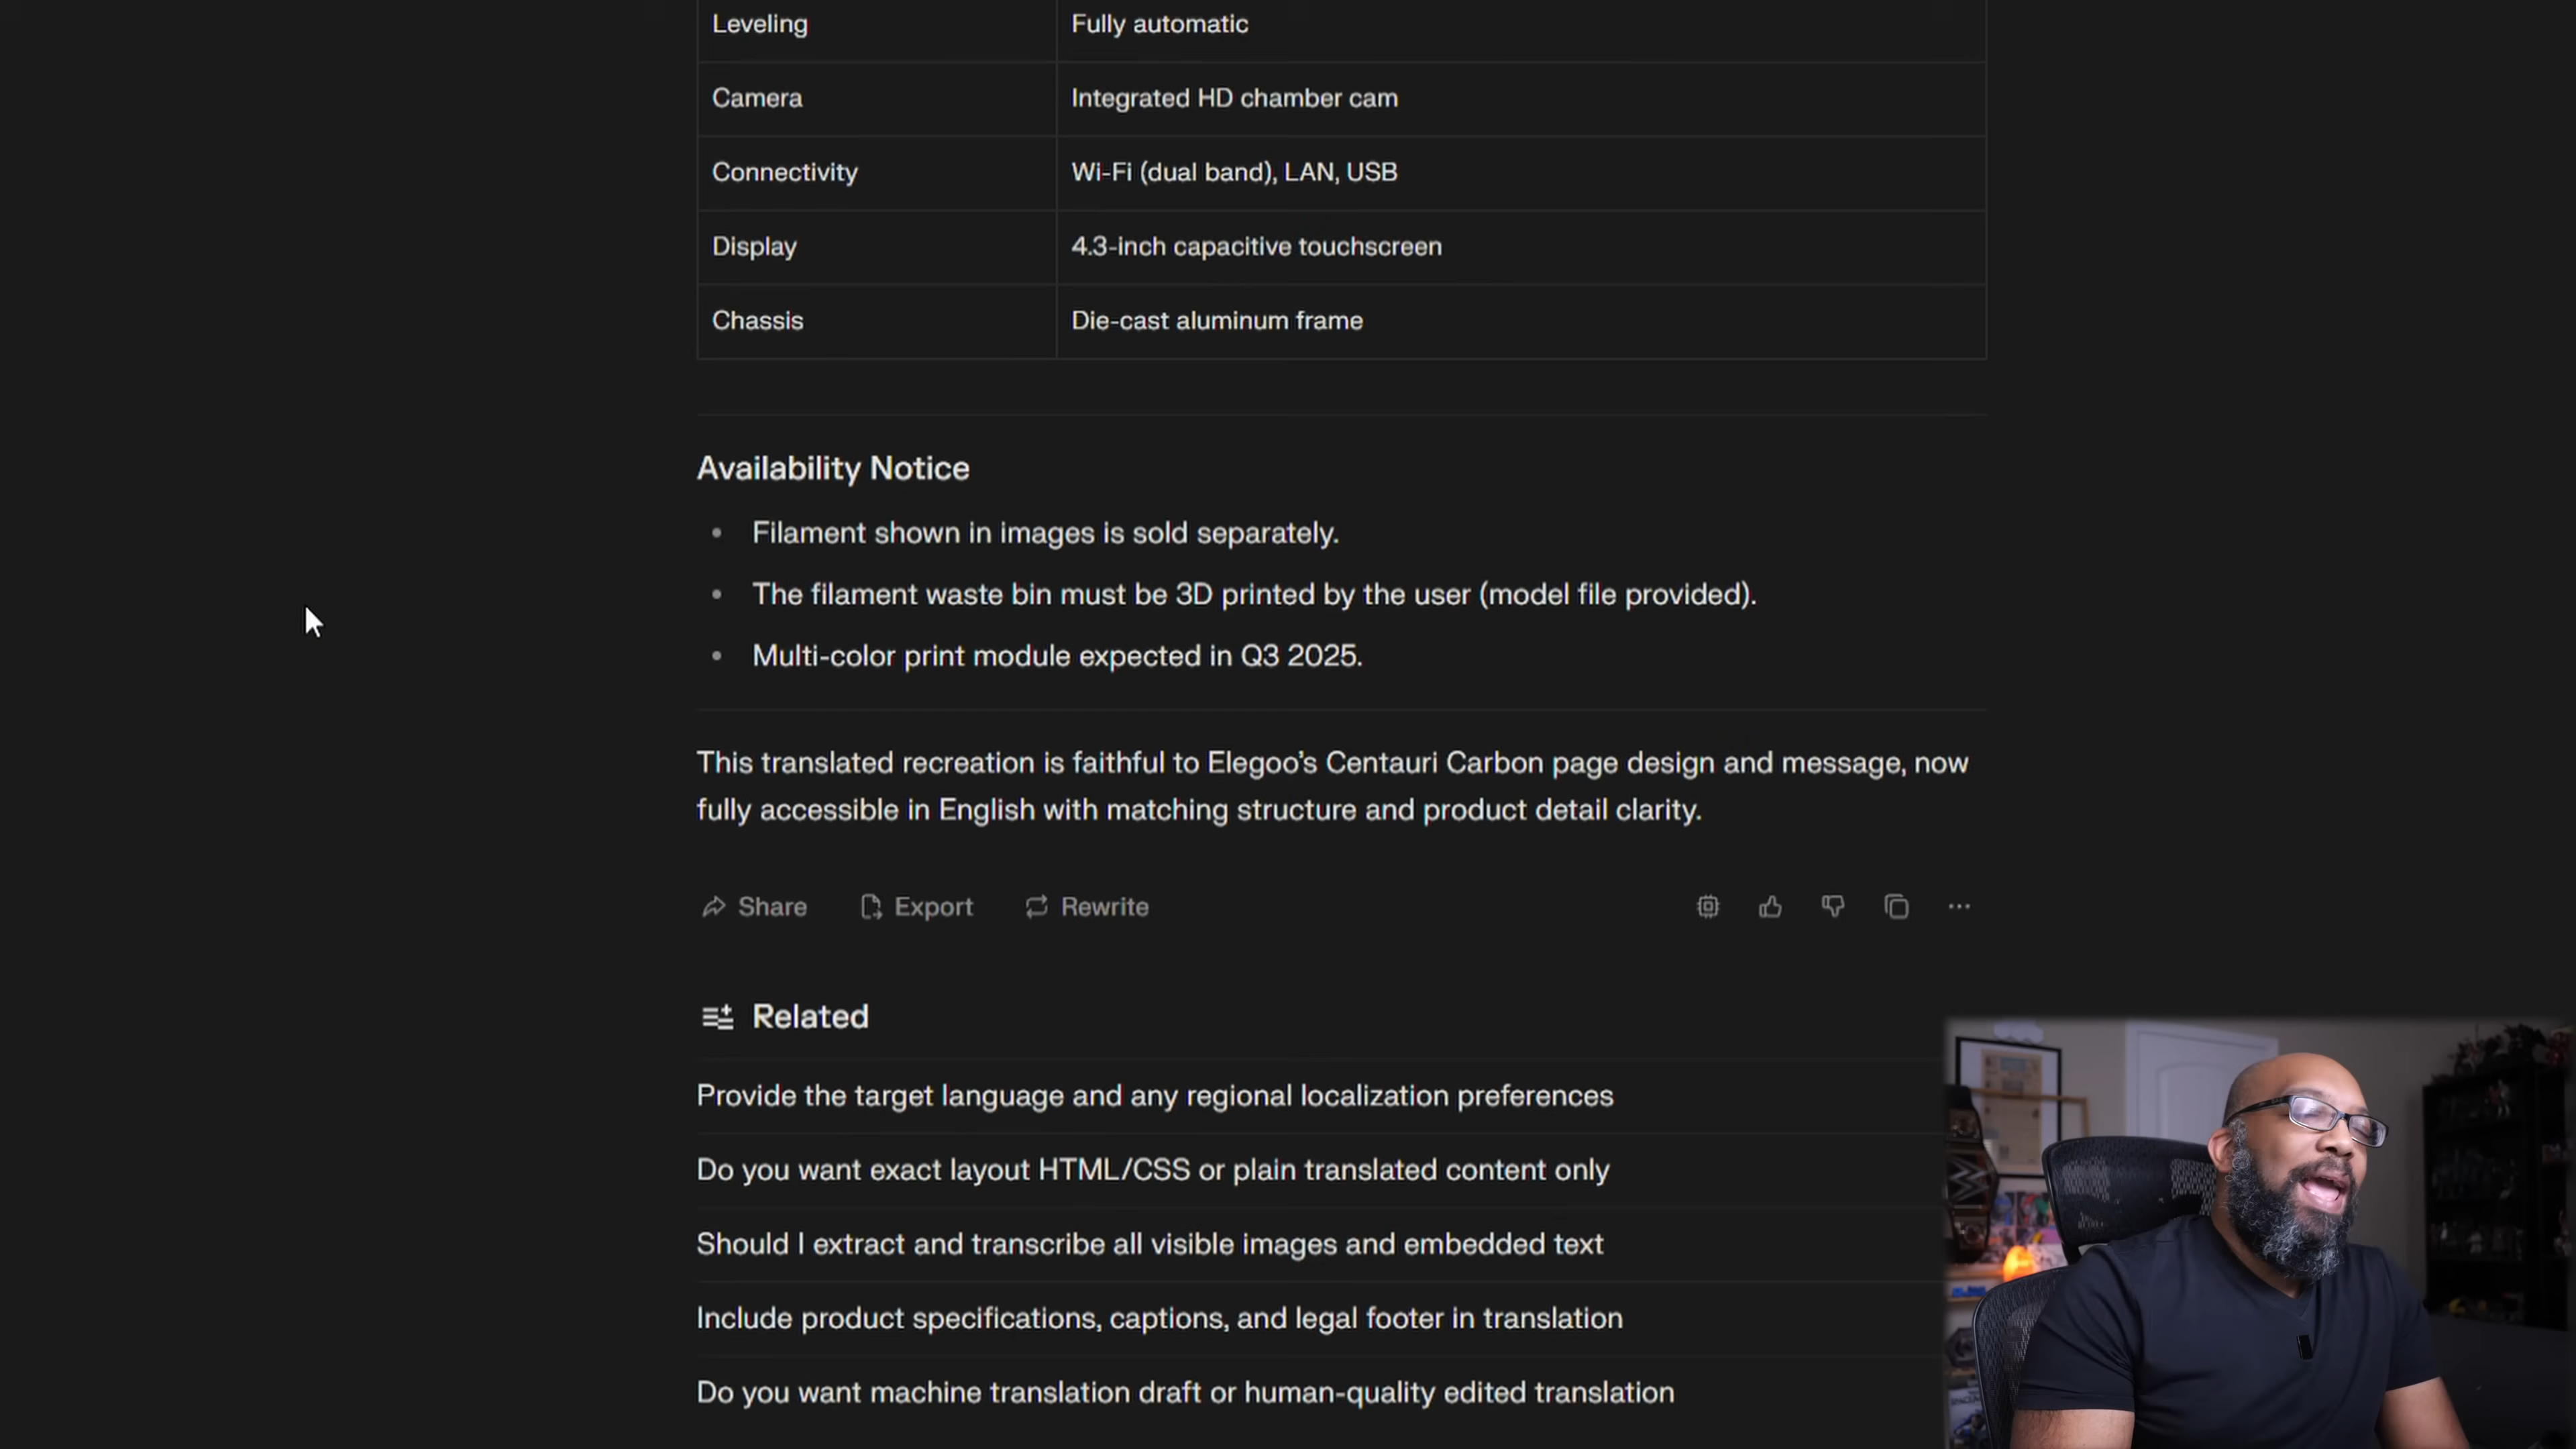 Leveling Fully automatic
Camera Integrated HD chamber cam
Connectivity Wi-Fi (dual band), LAN, USB
Display 4.3-inch capacitive touchscreen
Chassis Die-cast aluminum frame
Availability Notice
• Filament shown in images is sold separately.
• The filament waste bin must be 3D printed by the user (model file provided).
• Multi-color print module expected in Q3 2025.
This translated recreation is faithful to Elegoo’s Centauri Carbon page design and message, now
fully accessible in English with matching structure and product detail clarity.
Share Export Rewrite
Related
Provide the target language and any regional localization preferences
Do you want exact layout HTML/CSS or plain translated content only
Should I extract and transcribe all visible images and embedded text
Include product specifications, captions, and legal footer in translation
Do you want machine translation draft or human-quality edited translation